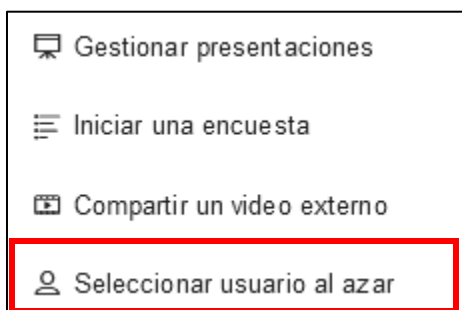 Gestionar presentaciones
Iniciar una encuesta
Compartir un video externo
Seleccionar usuario al azar